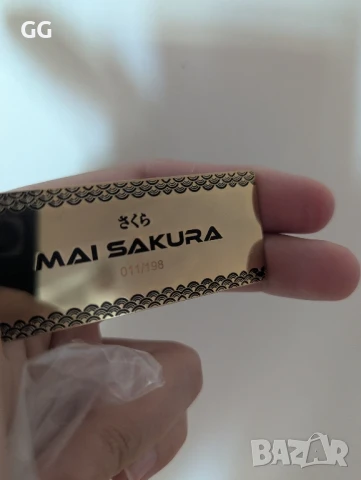 GG
さくら
MAI SAKURA
011/198
BAZAR
bg